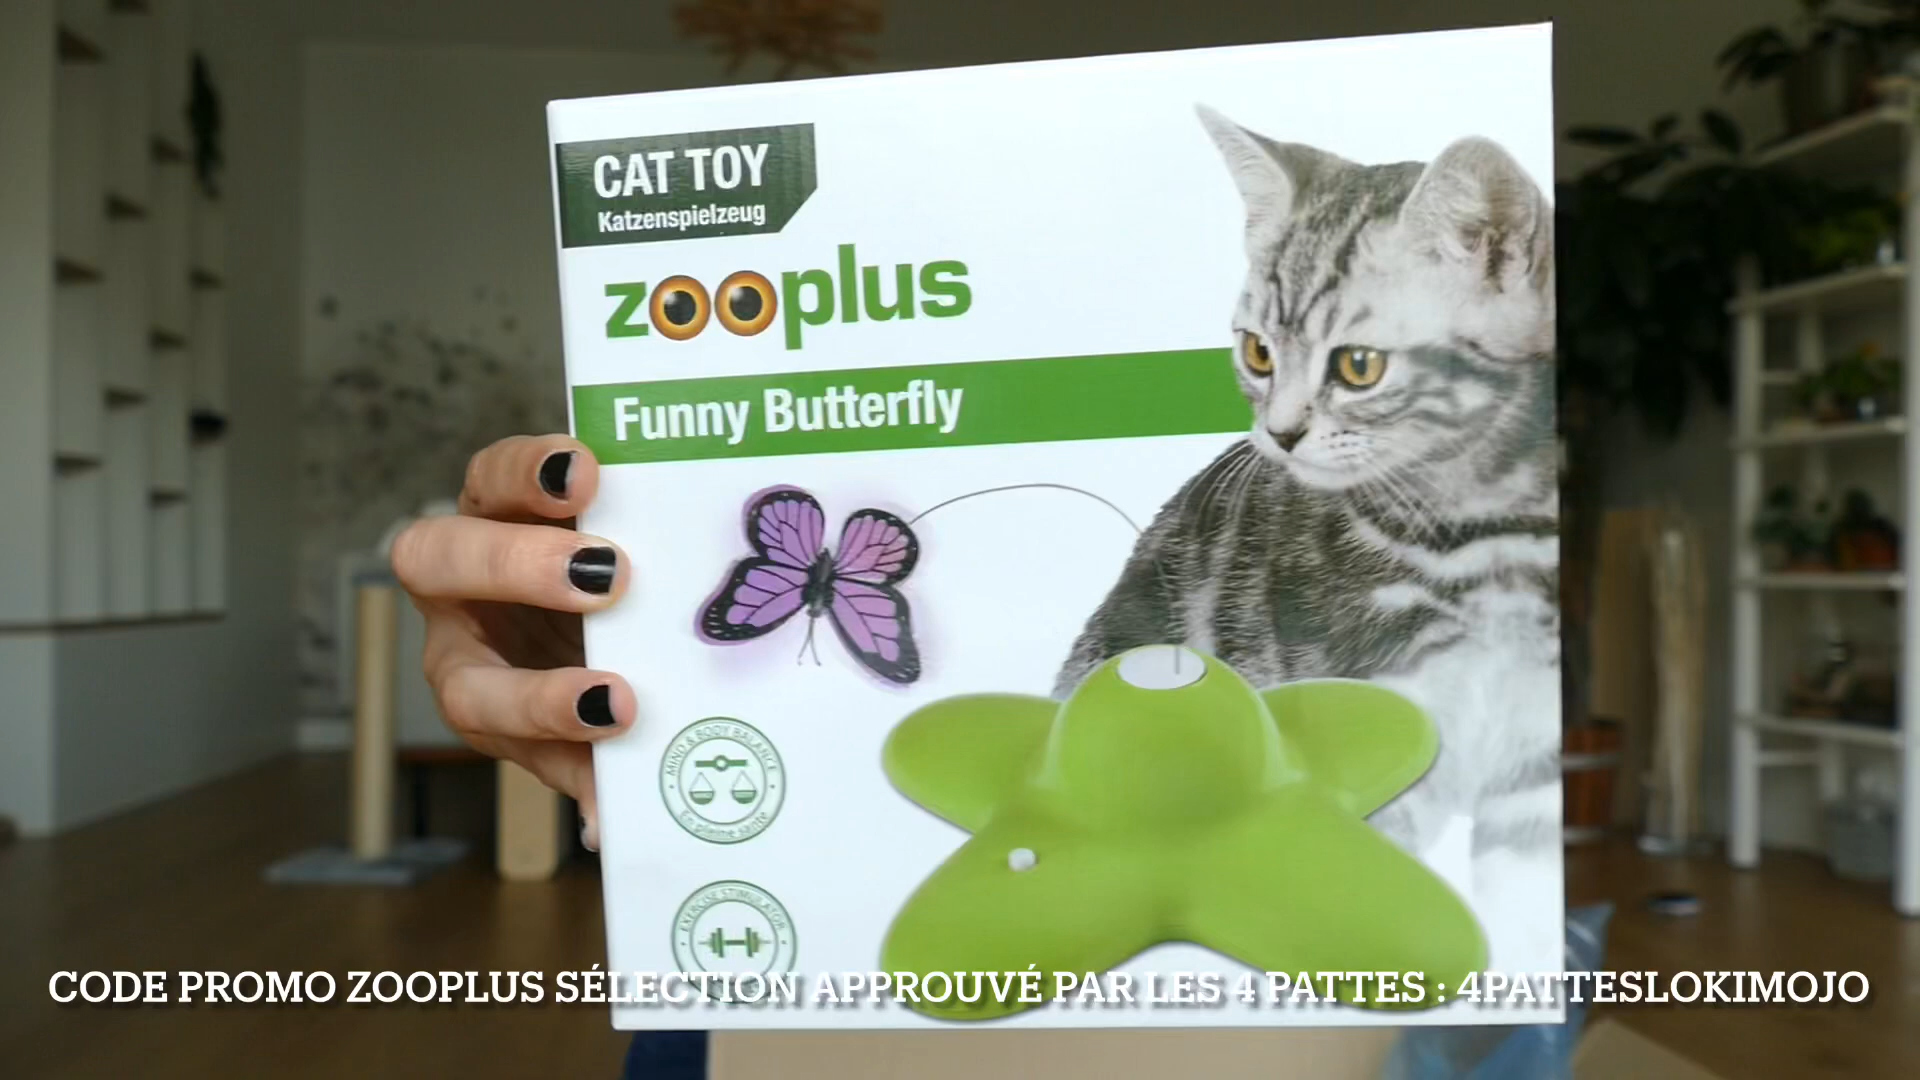 CAT TOY
Katzenspielzeug
zooplus
Funny Butterfly
MIND & BODY BALANCE
En pleine santé
EXERCISE STIMULATOR
CODE PROMO ZOOPLUS SÉLECTION APPROUVÉ PAR LES 4 PATTES : 4PATTESLOKIMOJO